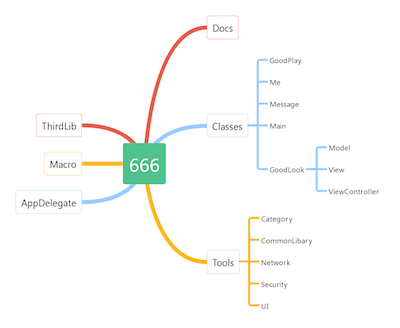 Docs
GoodPlay
Me
Message
Classes
Main
GoodLook
Model
View
ViewController
ThirdLib
Macro
666
AppDelegate
Tools
Category
CommonLibary
Network
Security
UI